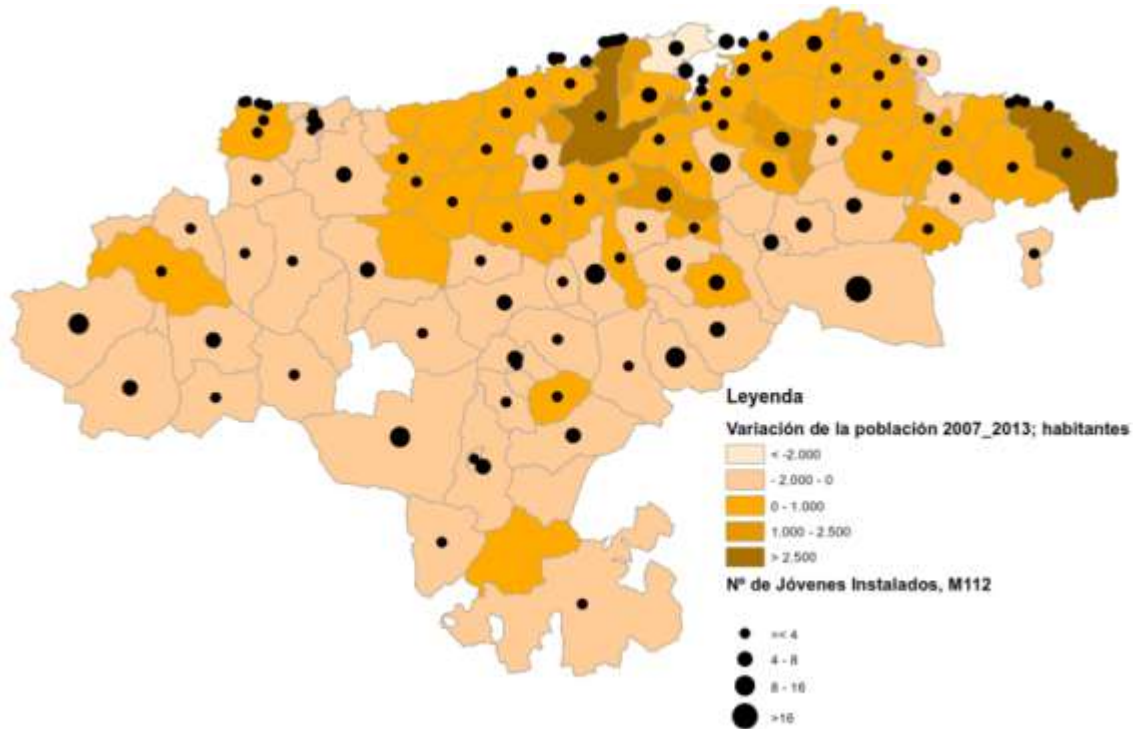 Leyenda
Variación de la población 2007_2013; habitantes
< -2.000
- 2.000 - 0
0 - 1.000
1.000 - 2.500
> 2.500
Nº de Jóvenes Instalados, M112
=< 4
4 - 8
8 - 16
>16